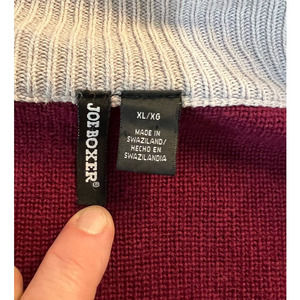 JOE BOXER®
XL/XG
MADE IN
SWAZILAND/
HECHO EN
SWAZILANDIA